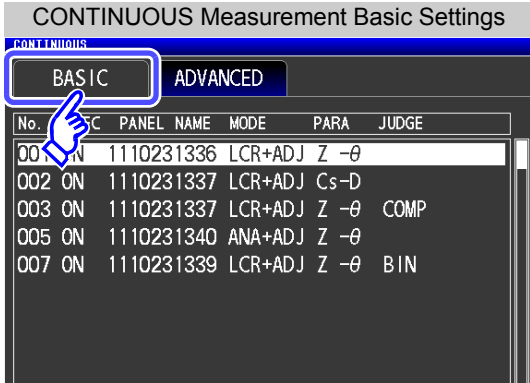 CONTINUOUS Measurement Basic Settings
CONTINUOUS
BASIC ADVANCED
No. EC PANEL NAME MODE PARA JUDGE
001 ON 1110231336 LCR+ADJ Z -θ
002 ON 1110231337 LCR+ADJ Cs-D
003 ON 1110231337 LCR+ADJ Z -θ COMP
005 ON 1110231340 ANA+ADJ Z -θ
007 ON 1110231339 LCR+ADJ Z -θ BIN